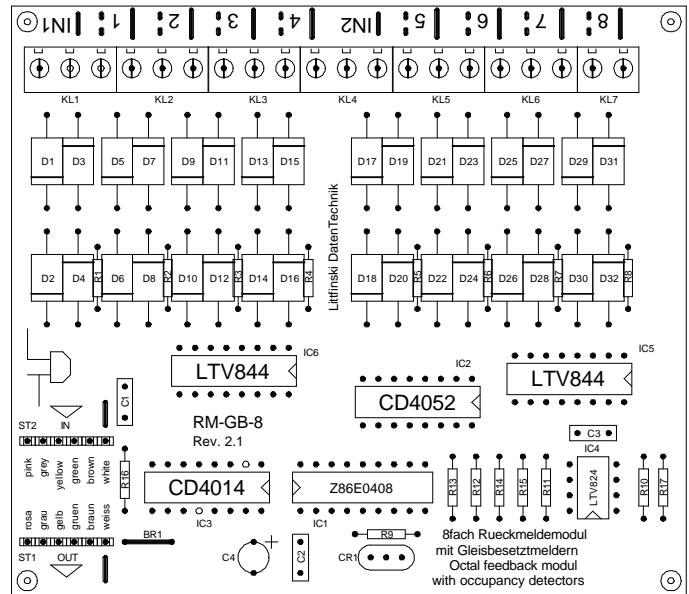 IN1 1 2 3 4 IN2 5 6 7 8
KL1 KL2 KL3 KL4 KL5 KL6 KL7
D1 D3 D5 D7 D9 D11 D13 D15 D17 D19 D21 D23 D25 D27 D29 D31
Littfinski DatenTechnik
D2 D4 R1 D6 D8 R2 D10 D12 R3 D14 D16 R4 D18 D20 R5 D22 D24 R6 D26 D28 R7 D30 D32 R8
IC6
LTV844
IC5
LTV844
IC2
CD4052
C1
RM-GB-8
Rev. 2.1
ST2 IN
pink grey yellow green brown white
rosa grau gelb gruen braun weiss
ST1 OUT
R16
BR1
CD4014
IC3
Z86E0408
IC1
C3
IC4
LTV824
R13 R12 R14 R15 R11
R10 R17
C4
C2
R9
CR1
8fach Rueckmeldemodul
mit Gleisbesetztmeldern
Octal feedback modul
with occupancy detectors